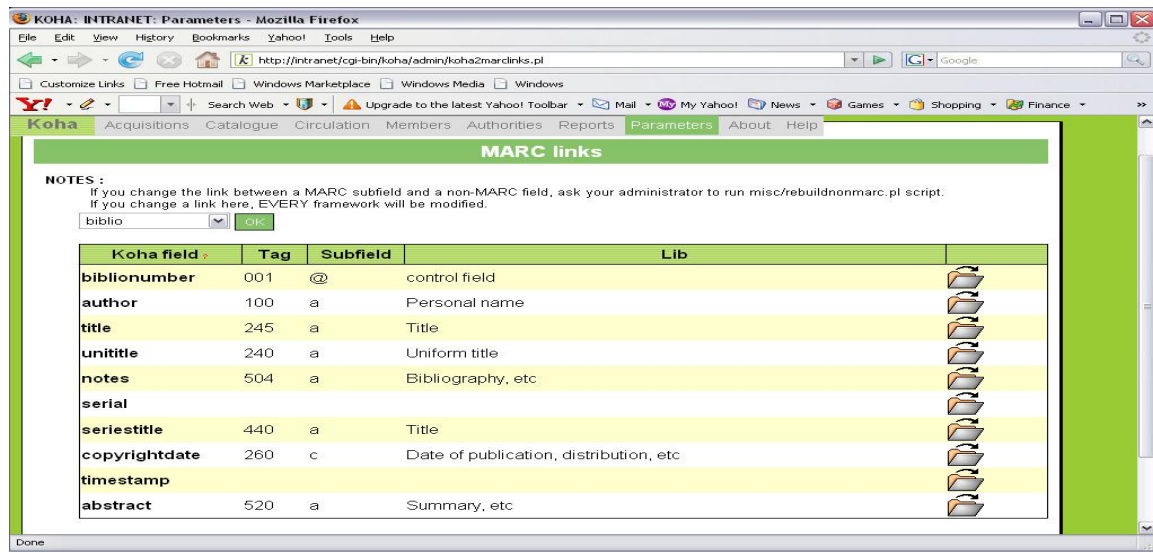 KOHA: INTRANET: Parameters - Mozilla Firefox
File Edit View History Bookmarks Yahoo! Tools Help
http://intranet/cgi-bin/koha/admin/koha2marclinks.pl G Google
Customize Links Free Hotmail Windows Marketplace Windows Media Windows
Y! Search Web Upgrade to the latest Yahoo! Toolbar Mail My Yahoo! News Games Shopping Finance »
Koha Acquisitions Catalogue Circulation Members Authorities Reports Parameters About Help
MARC links
NOTES :
If you change the link between a MARC subfield and a non-MARC field, ask your administrator to run misc/rebuildnonmarc.pl script.
If you change a link here, EVERY framework will be modified.
biblio OK
Koha field ? Tag Subfield Lib
biblionumber 001 @ control field
author 100 a Personal name
title 245 a Title
unititle 240 a Uniform title
notes 504 a Bibliography, etc
serial
seriestitle 440 a Title
copyrightdate 260 c Date of publication, distribution, etc
timestamp
abstract 520 a Summary, etc
Done